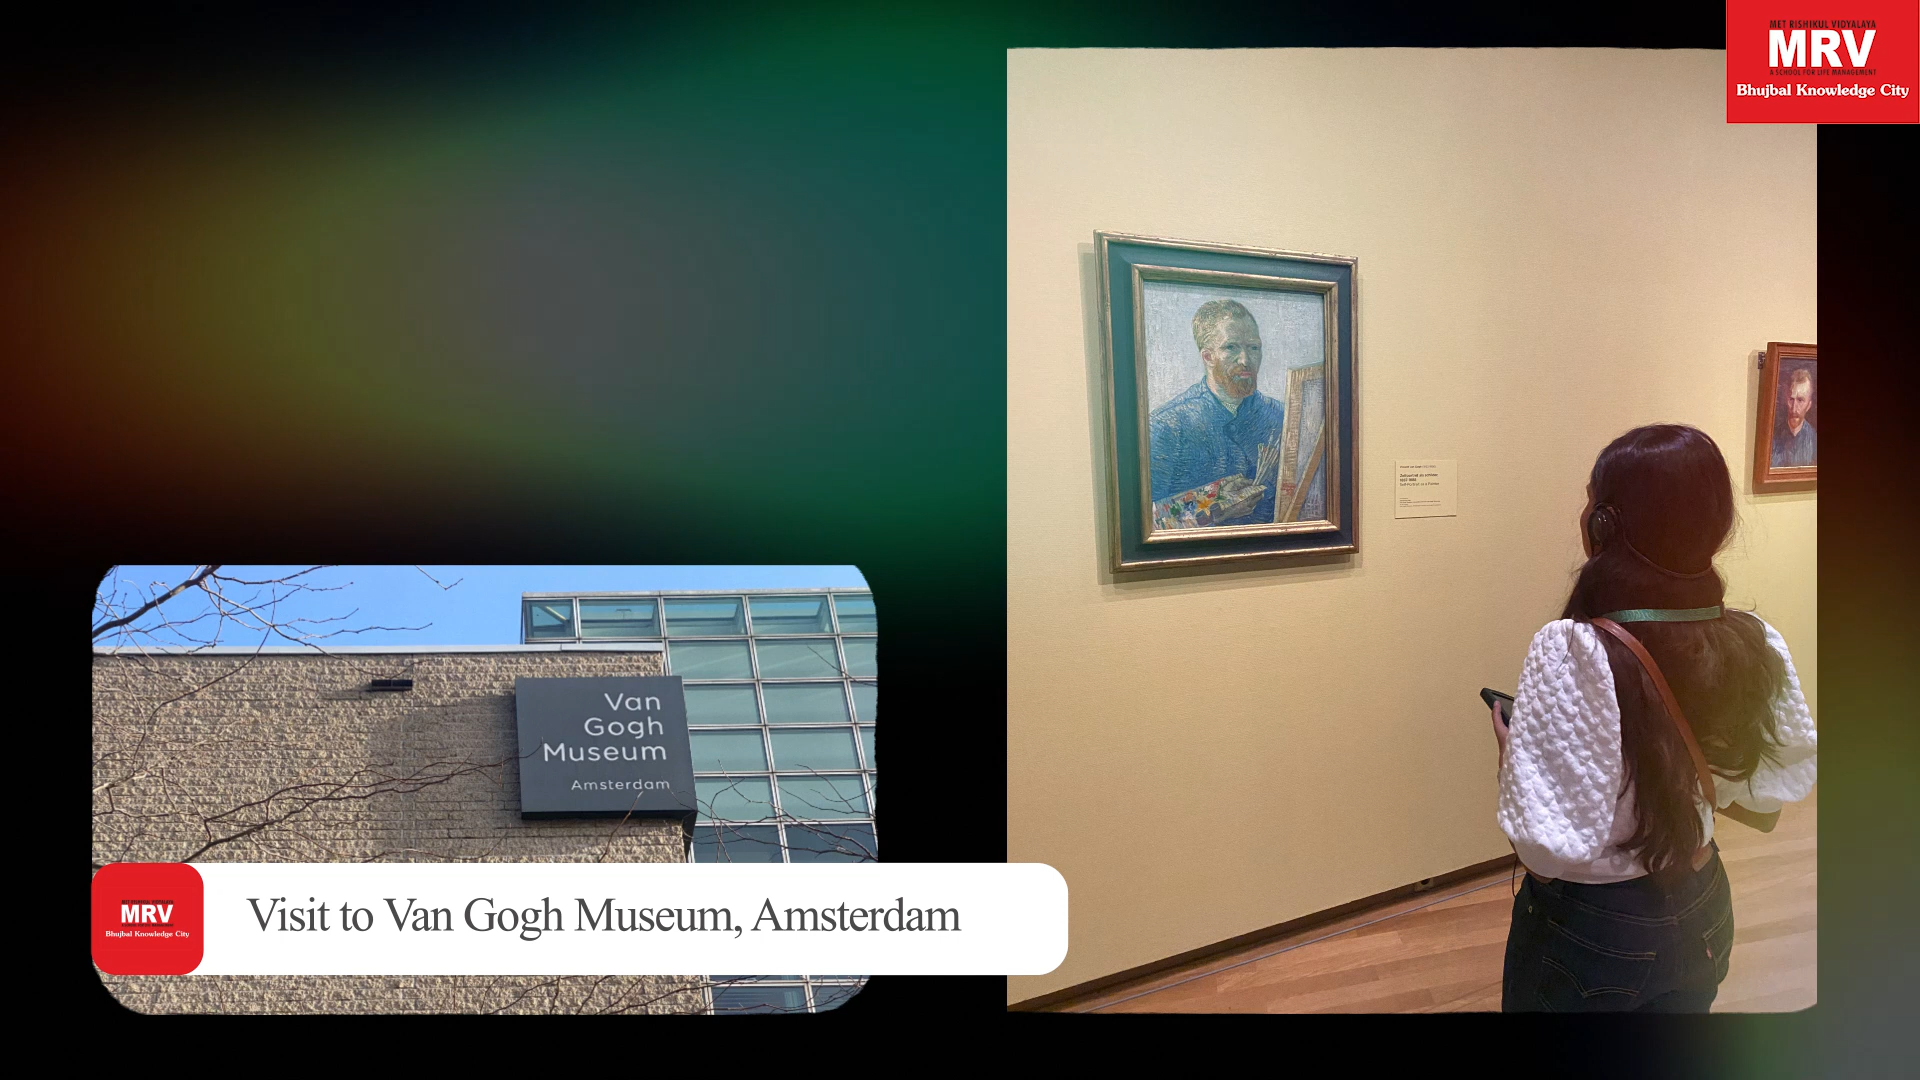 MET RISHIKUL VIDYALAYA
MRV
A SCHOOL FOR LIFE MANAGEMENT
Bhujbal Knowledge City
Van
Gogh
Museum
Amsterdam
MRV
Bhujbal Knowledge City
Visit to Van Gogh Museum, Amsterdam